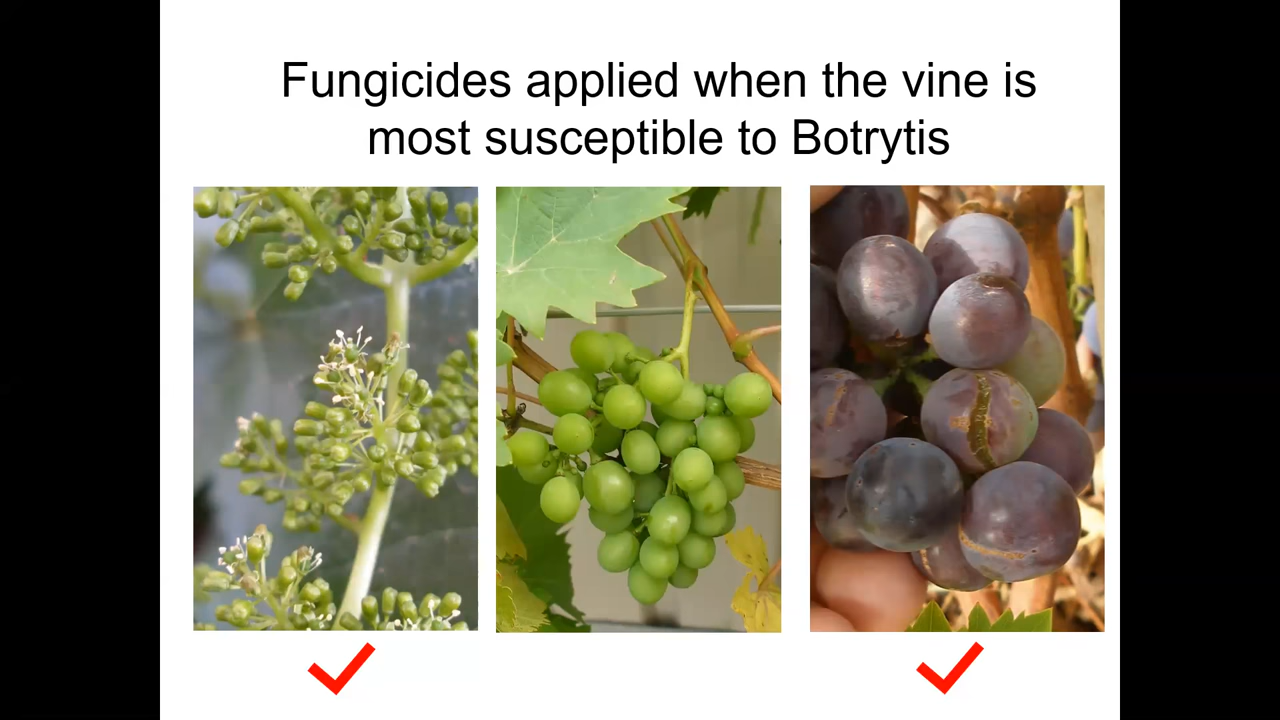 Fungicides applied when the vine is
most susceptible to Botrytis